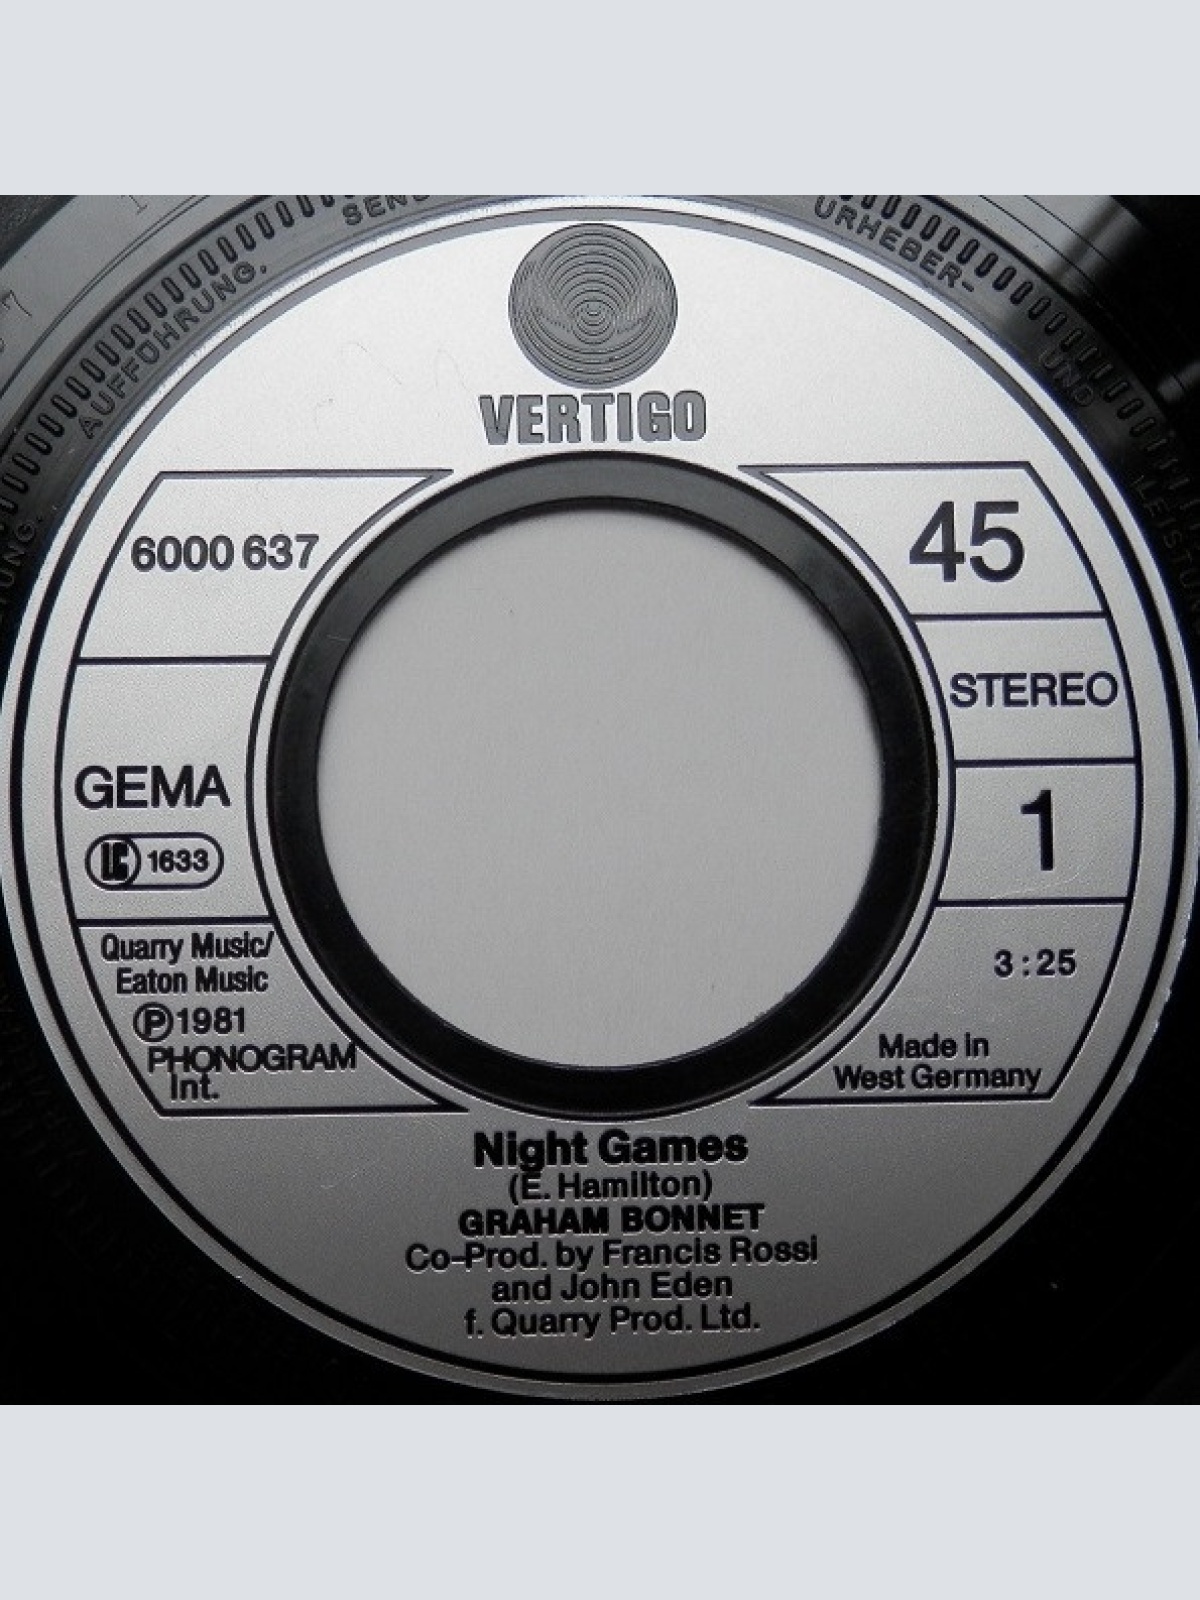 AUFFÜHRUNG,
URHEBER-
UND
VERTIGO
6000 637
45
STEREO
GEMA
LC 1633
1
Quarry Music/
Eaton Music
℗1981
PHONOGRAM
Int.
3:25
Made in
West Germany
Night Games
(E. Hamilton)
GRAHAM BONNET
Co-Prod. by Francis Rossi
and John Eden
f. Quarry Prod. Ltd.